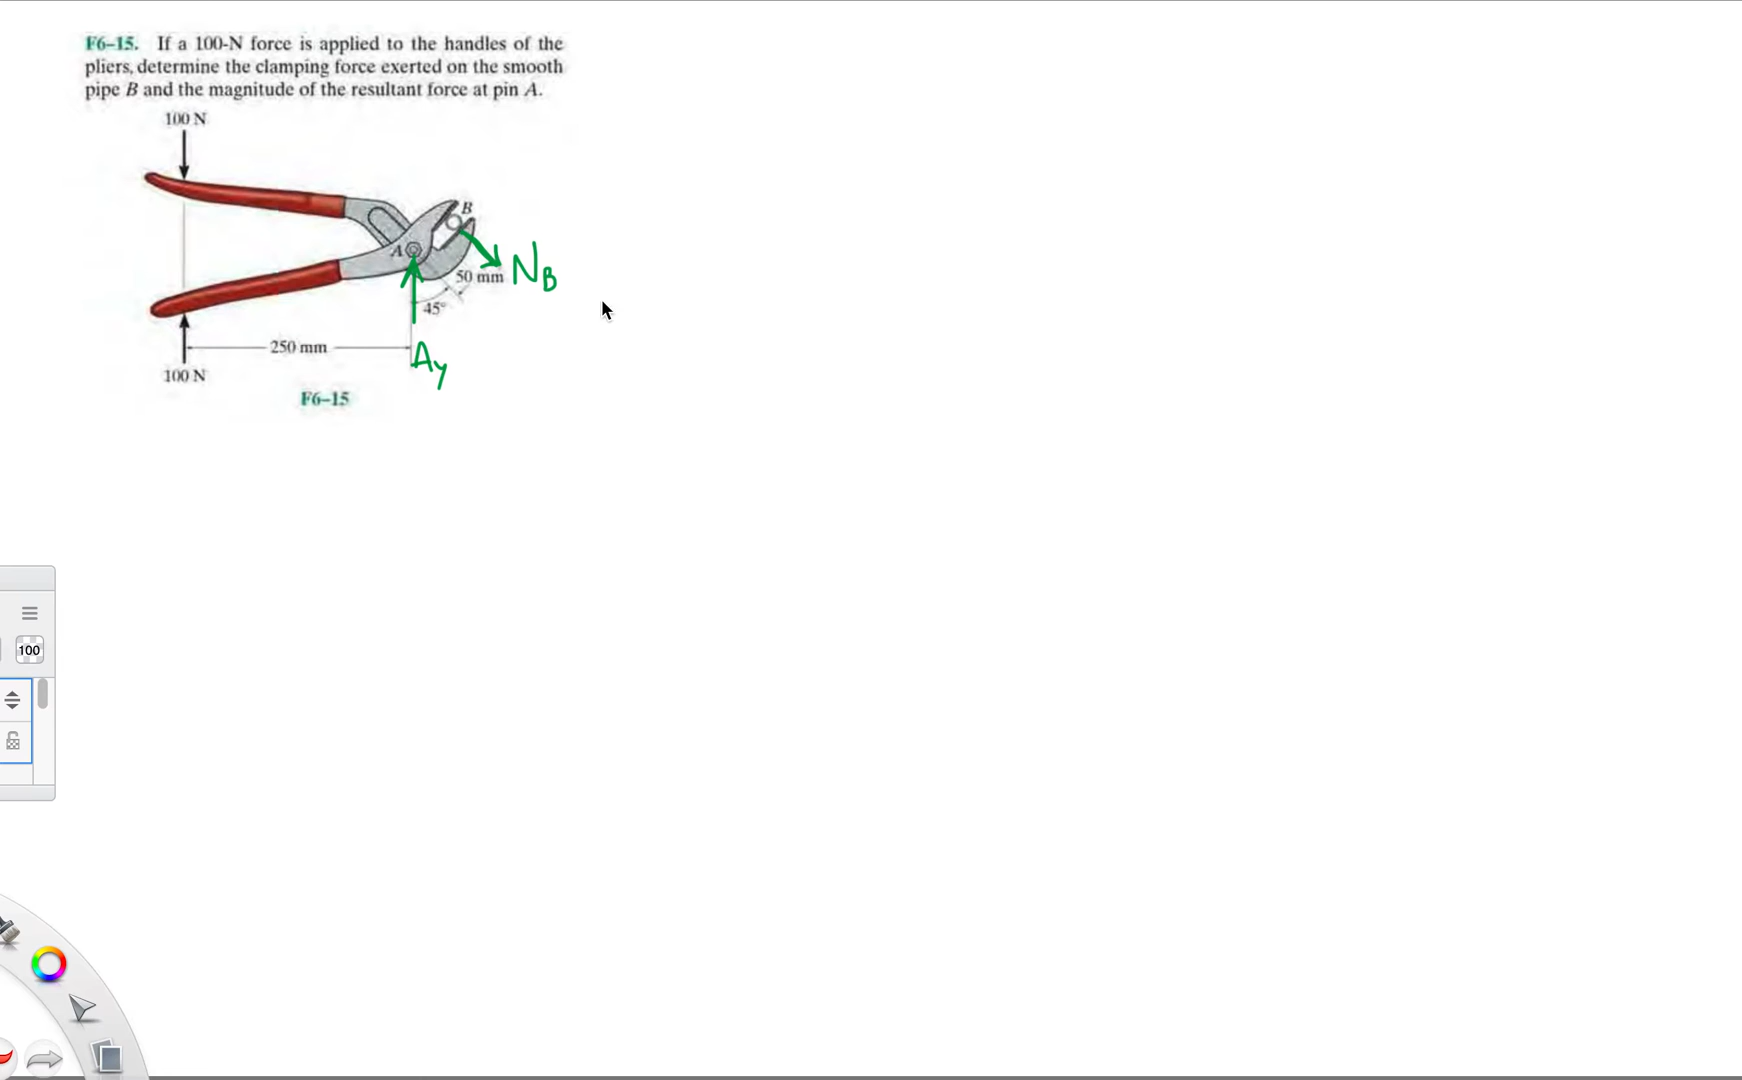 F6–15. If a 100-N force is applied to the handles of the
pliers, determine the clamping force exerted on the smooth
pipe B and the magnitude of the resultant force at pin A.
100 N
B
A
50 mm
N_B
45°
250 mm
A_y
100 N
F6–15
100